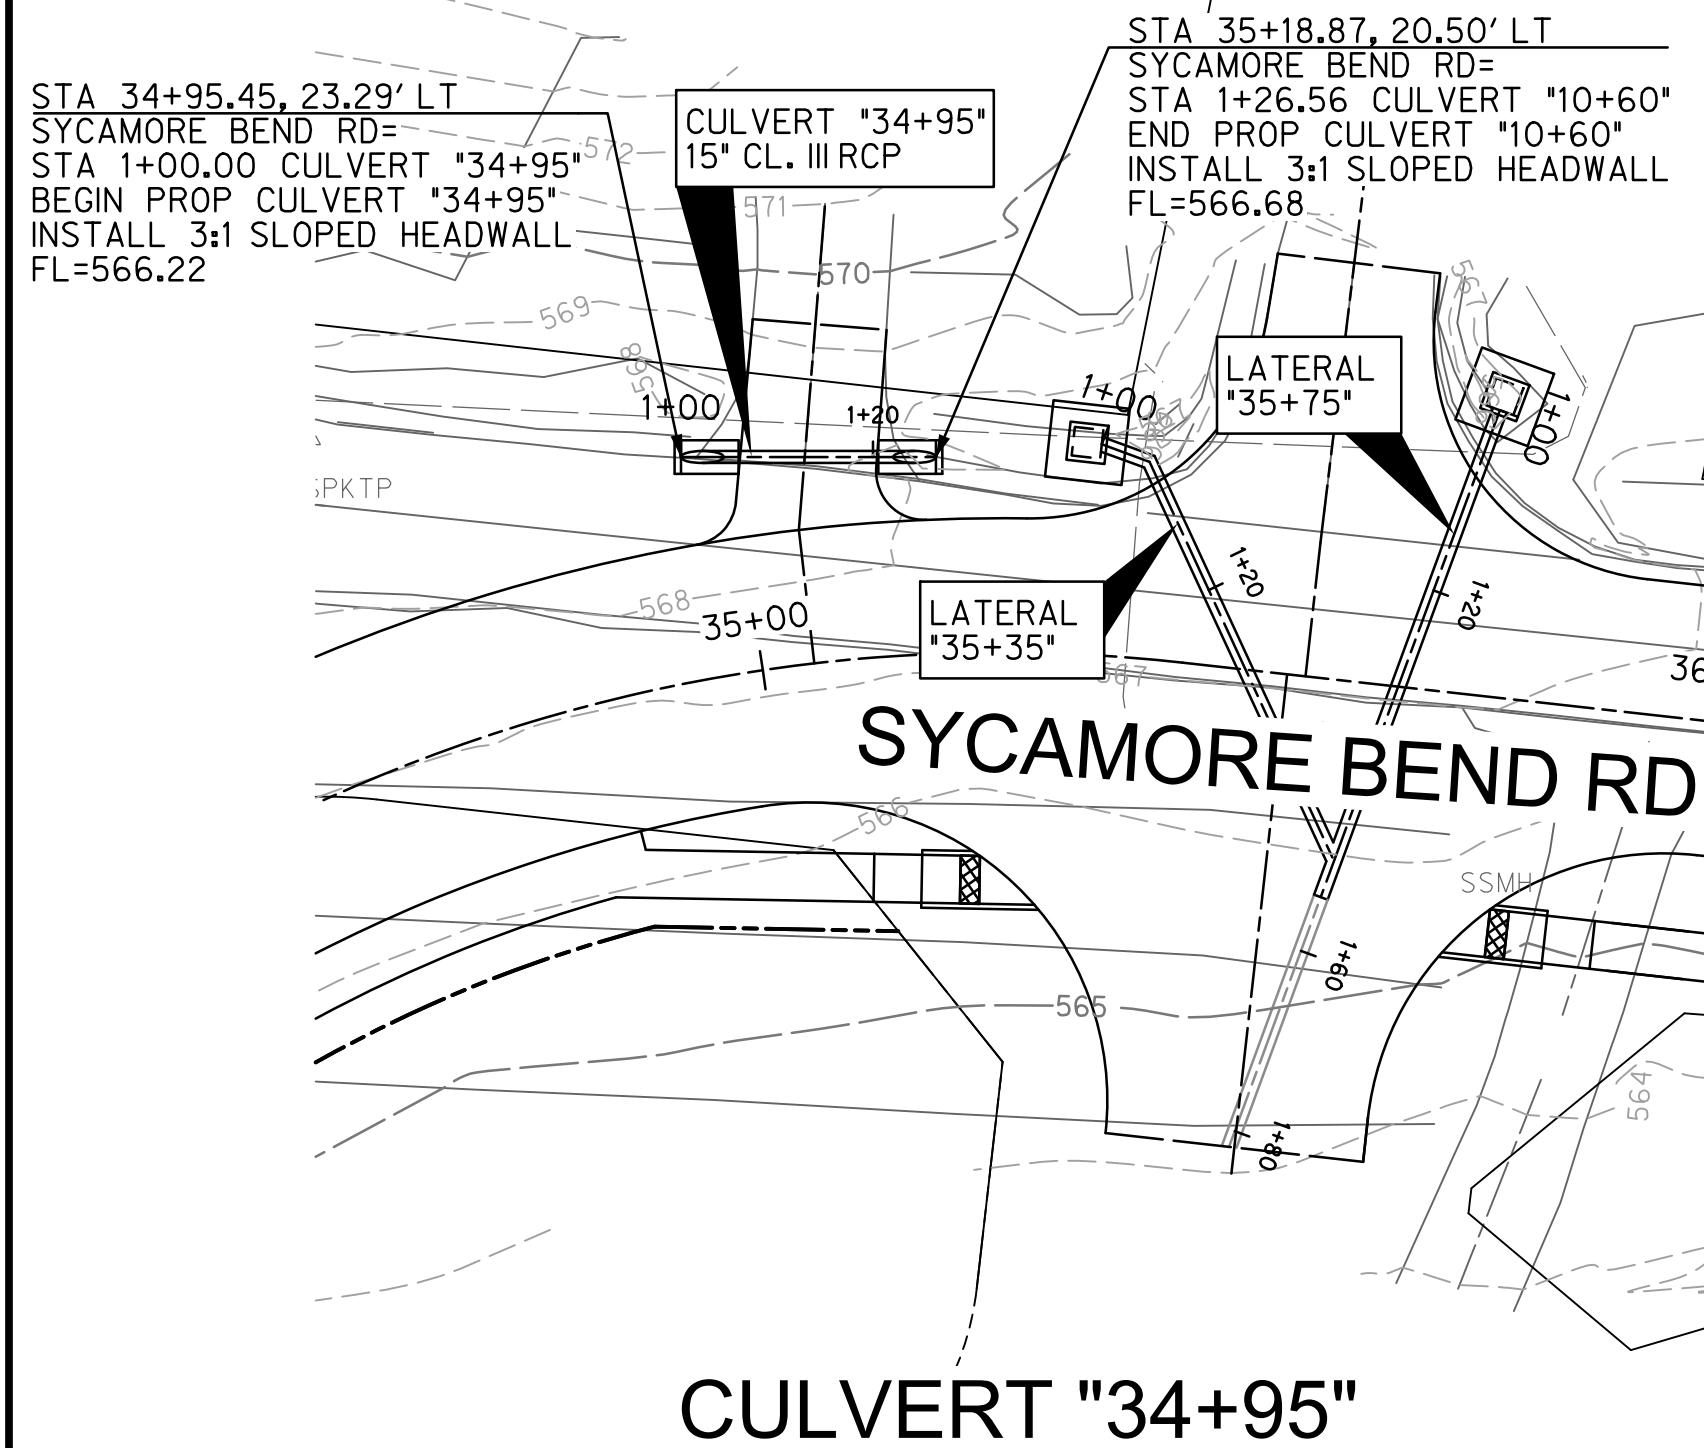 STA 34+95.45, 23.29' LT
SYCAMORE BEND RD=
STA 1+00.00 CULVERT "34+95"
BEGIN PROP CULVERT "34+95"
INSTALL 3:1 SLOPED HEADWALL
FL=566.22
CULVERT "34+95"
15" CL. III RCP
STA 35+18.87, 20.50' LT
SYCAMORE BEND RD=
STA 1+26.56 CULVERT "10+60"
END PROP CULVERT "10+60"
INSTALL 3:1 SLOPED HEADWALL
FL=566.68
572
571
570
569
568
567
1+00
1+20
1+00
567
LATERAL
"35+75"
1+00
SPKTP
1+20
1+20
568
35+00
LATERAL
"35+35"
567
36
SYCAMORE BEND RD
566
SSMH
1+60
565
564
1+80
CULVERT "34+95"